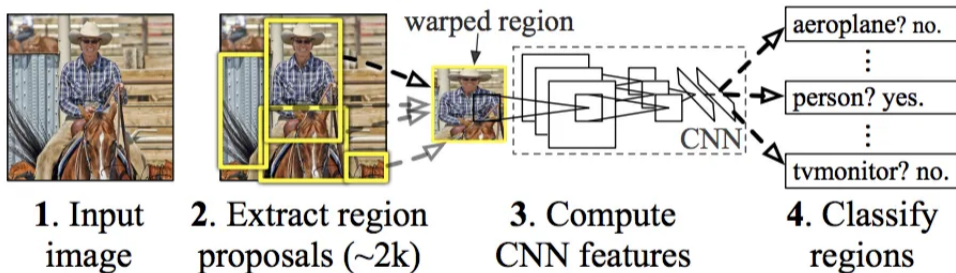 warped region
aeroplane? no.
person? yes.
CNN
tvmonitor? no.
1. Input
image
2. Extract region
proposals (~2k)
3. Compute
CNN features
4. Classify
regions